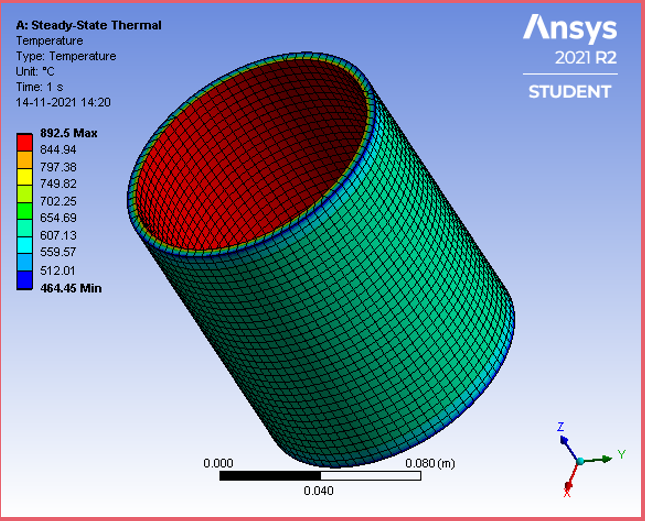 A: Steady-State Thermal
Temperature
Type: Temperature
Unit: °C
Time: 1 s
14-11-2021 14:20
892.5 Max
844.94
797.38
749.82
702.25
654.69
607.13
559.57
512.01
464.45 Min
Ansys
2021 R2
STUDENT
0.000
0.080 (m)
0.040
Z
Y
X